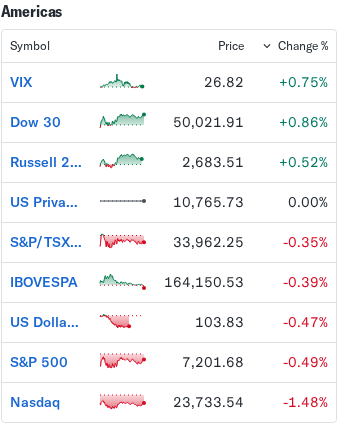 Americas
Symbol Price Change %
VIX 26.82 +0.75%
Dow 30 50,021.91 +0.86%
Russell 2... 2,683.51 +0.52%
US Priva... 10,765.73 0.00%
S&P/TSX... 33,962.25 -0.35%
IBOVESPA 164,150.53 -0.39%
US Dolla... 103.83 -0.47%
S&P 500 7,201.68 -0.49%
Nasdaq 23,733.54 -1.48%